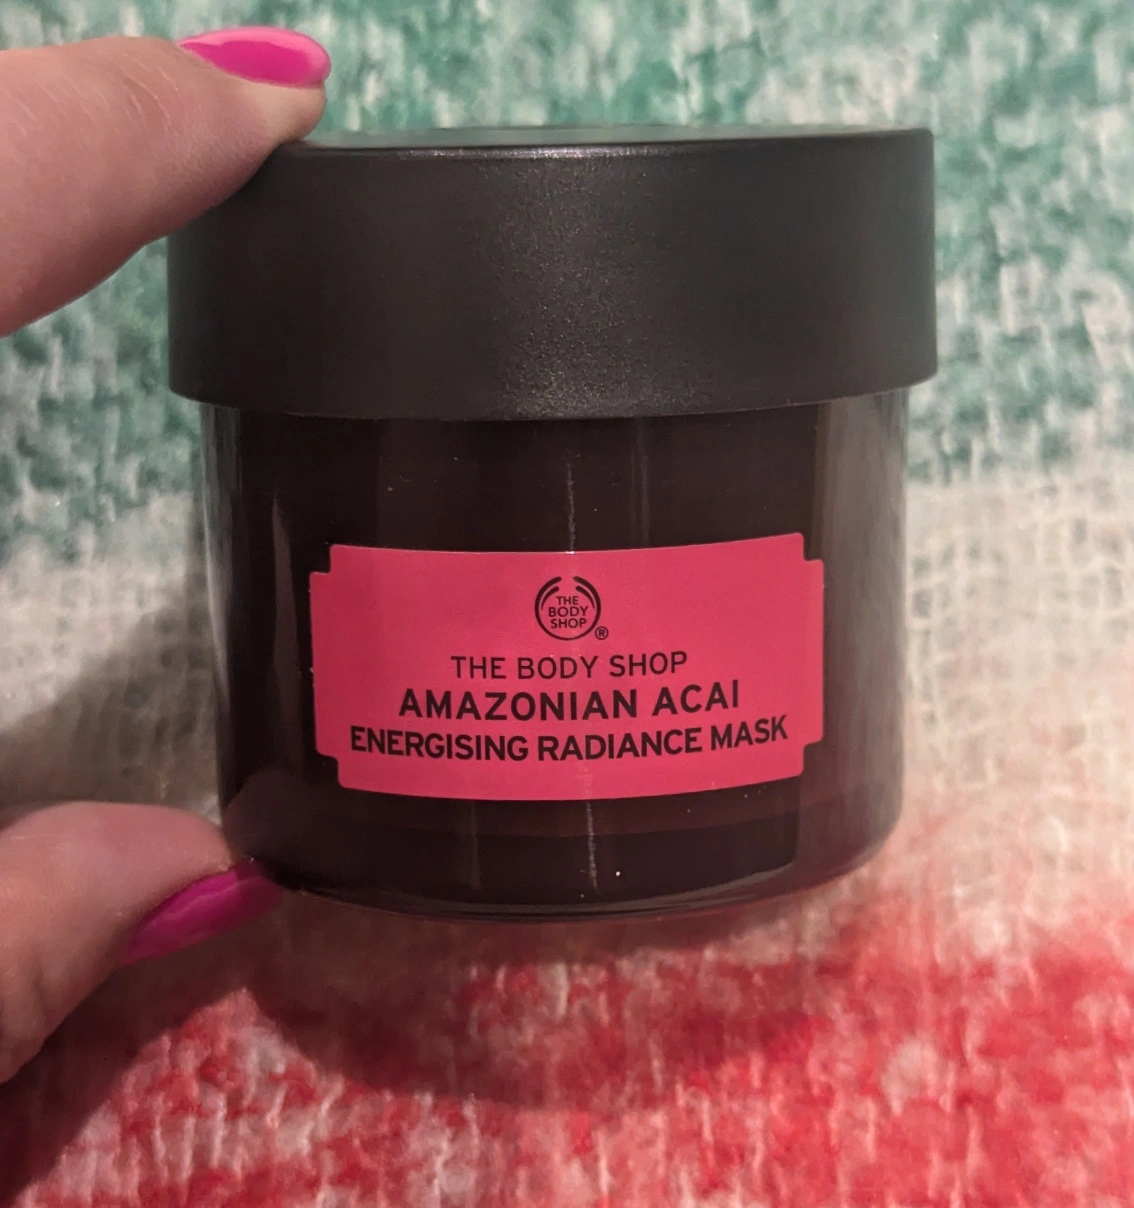 THE
BODY
SHOP
®
THE BODY SHOP
AMAZONIAN ACAI
ENERGISING RADIANCE MASK